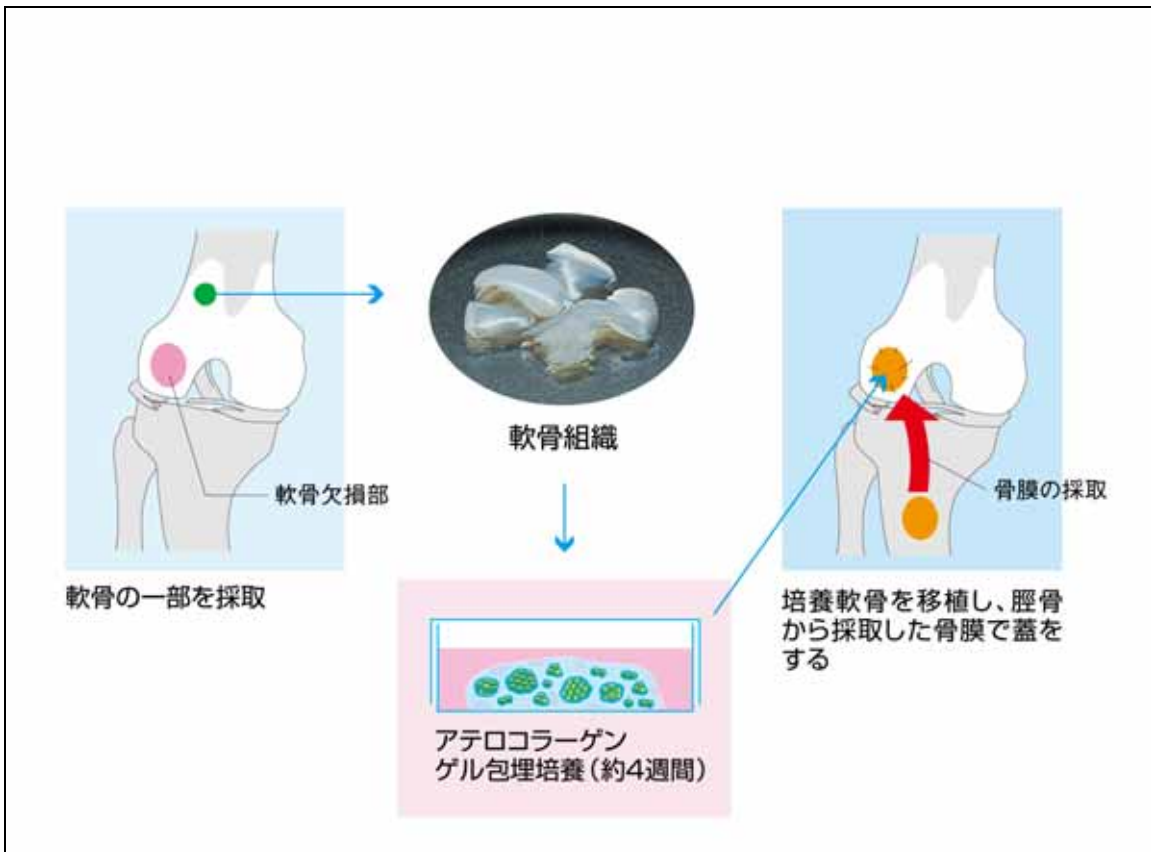 軟骨欠損部
軟骨の一部を採取
軟骨組織
アテロコラーゲン
ゲル包埋培養（約4週間）
骨膜の採取
培養軟骨を移植し、脛骨
から採取した骨膜で蓋を
する